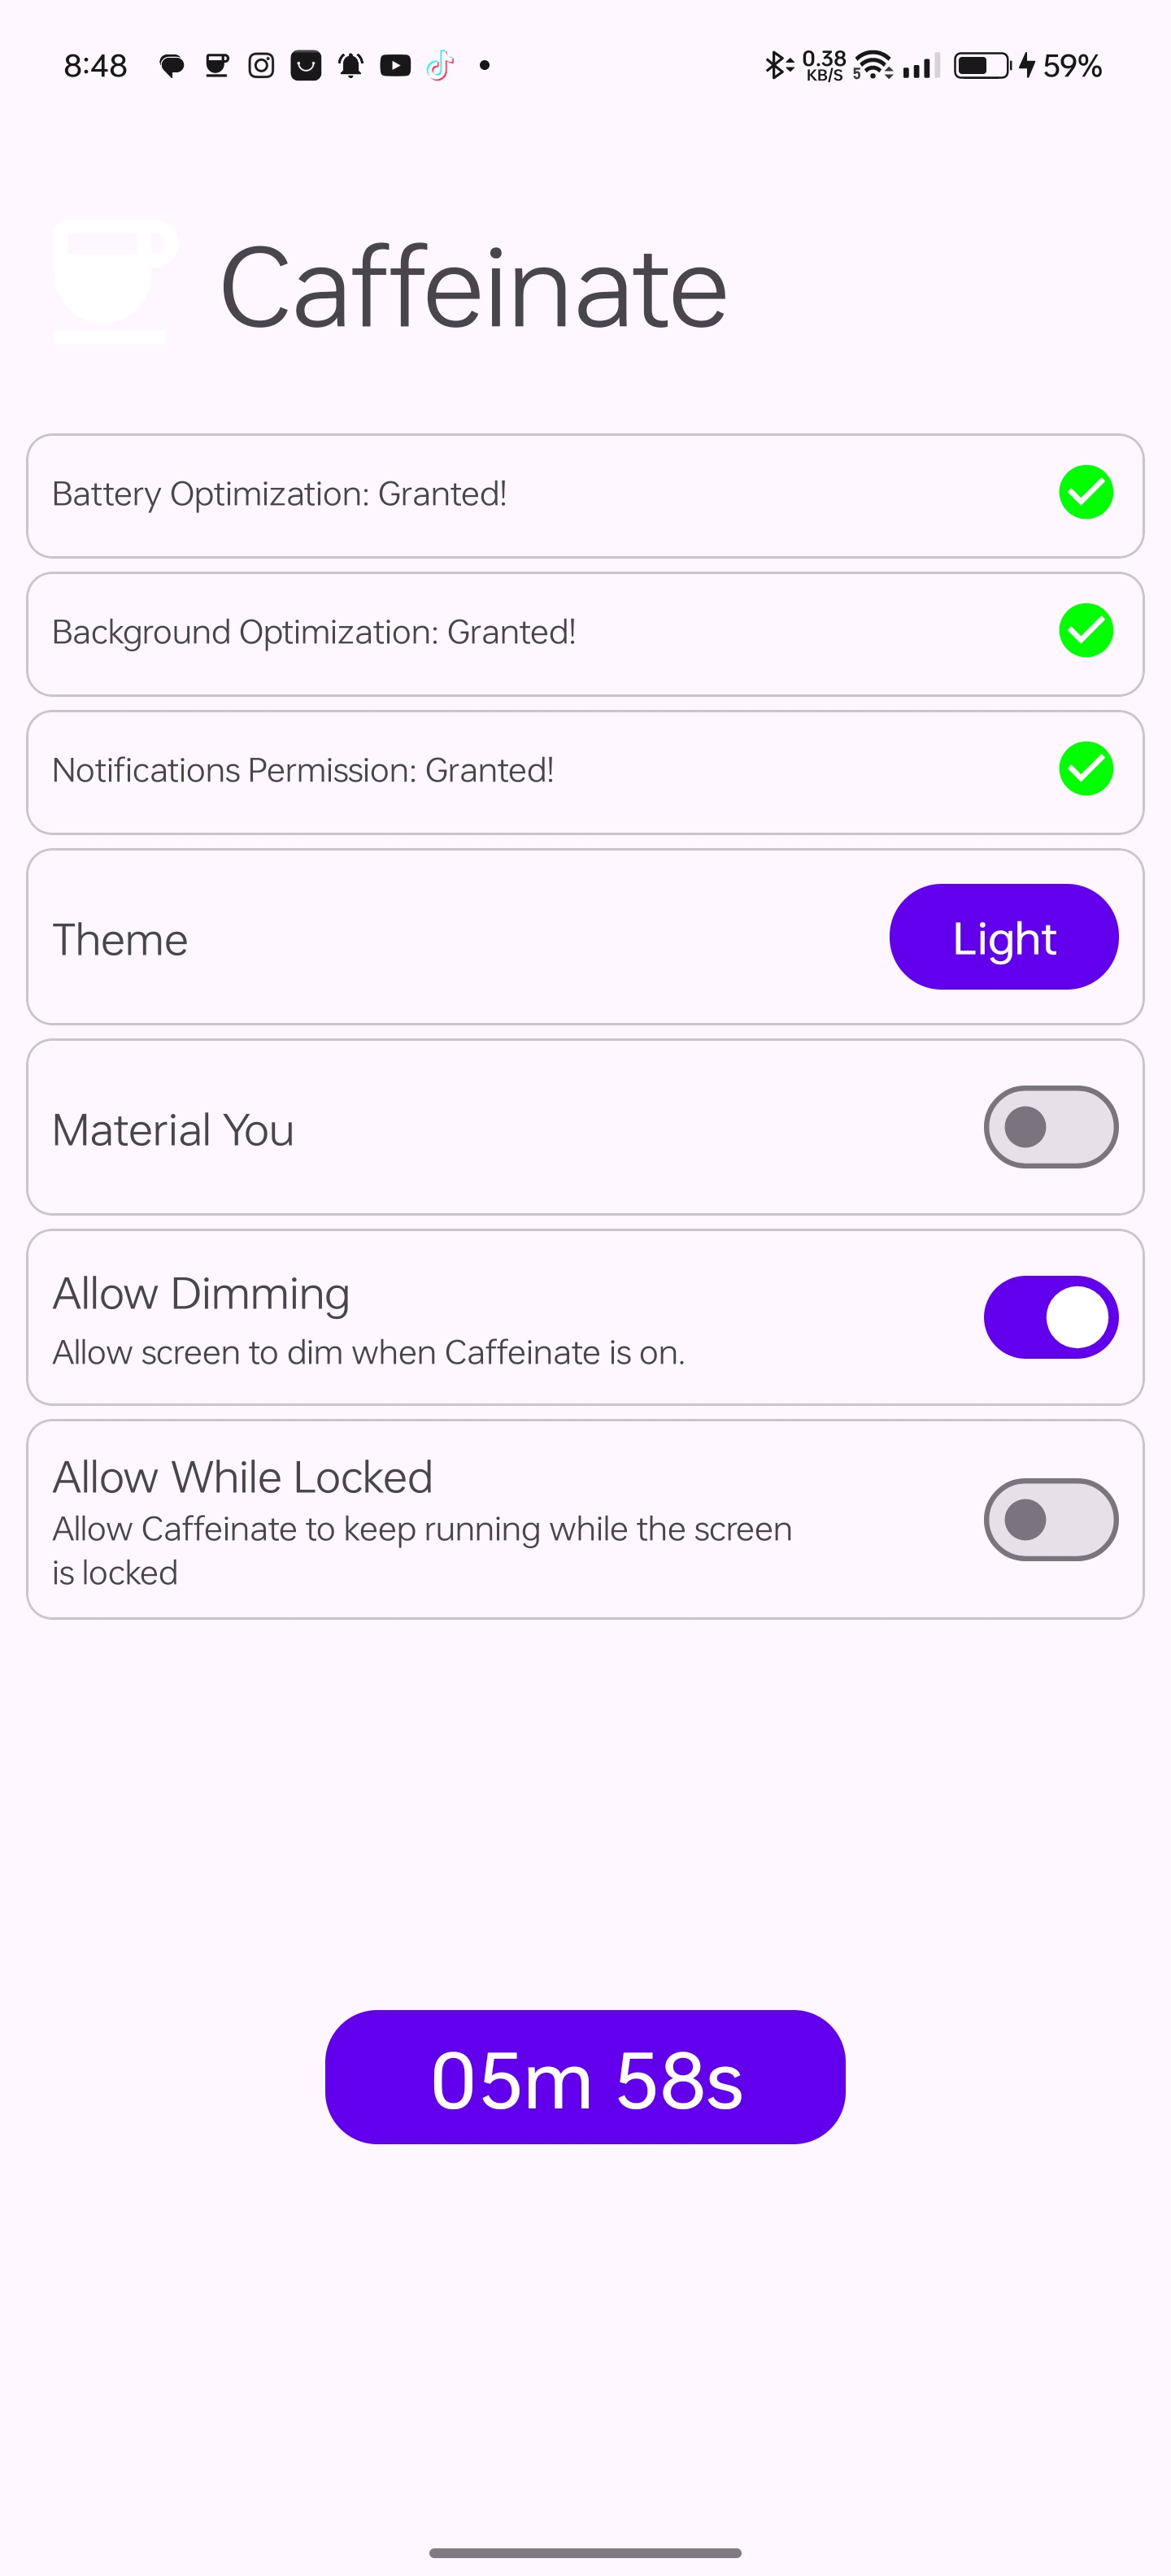 8:48
0.38
KB/S
5
59%
Caffeinate
Battery Optimization: Granted!
Background Optimization: Granted!
Notifications Permission: Granted!
Theme
Light
Material You
Allow Dimming
Allow screen to dim when Caffeinate is on.
Allow While Locked
Allow Caffeinate to keep running while the screen
is locked
05m 58s